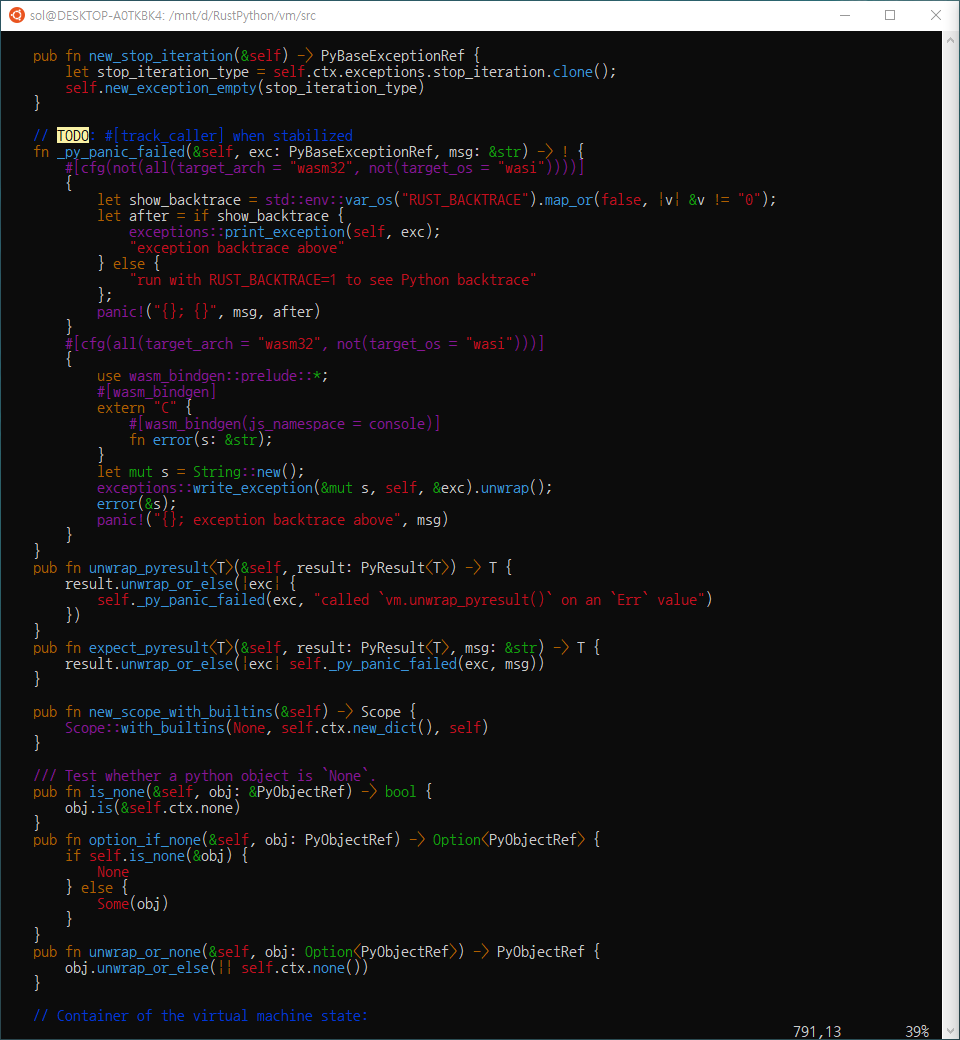 sol@DESKTOP-A0TKBK4: /mnt/d/RustPython/vm/src
    pub fn new_stop_iteration(&self) -> PyBaseExceptionRef {
        let stop_iteration_type = self.ctx.exceptions.stop_iteration.clone();
        self.new_exception_empty(stop_iteration_type)
    }

    // TODO: #[track_caller] when stabilized
    fn _py_panic_failed(&self, exc: PyBaseExceptionRef, msg: &str) -> ! {
        #[cfg(not(all(target_arch = "wasm32", not(target_os = "wasi"))))]
        {
            let show_backtrace = std::env::var_os("RUST_BACKTRACE").map_or(false, |v| &v != "0");
            let after = if show_backtrace {
                exceptions::print_exception(self, exc);
                "exception backtrace above"
            } else {
                "run with RUST_BACKTRACE=1 to see Python backtrace"
            };
            panic!("{}; {}", msg, after)
        }
        #[cfg(all(target_arch = "wasm32", not(target_os = "wasi")))]
        {
            use wasm_bindgen::prelude::*;
            #[wasm_bindgen]
            extern "C" {
                #[wasm_bindgen(js_namespace = console)]
                fn error(s: &str);
            }
            let mut s = String::new();
            exceptions::write_exception(&mut s, self, &exc).unwrap();
            error(&s);
            panic!("{}; exception backtrace above", msg)
        }
    }
    pub fn unwrap_pyresult<T>(&self, result: PyResult<T>) -> T {
        result.unwrap_or_else(|exc| {
            self._py_panic_failed(exc, "called `vm.unwrap_pyresult()` on an `Err` value")
        })
    }
    pub fn expect_pyresult<T>(&self, result: PyResult<T>, msg: &str) -> T {
        result.unwrap_or_else(|exc| self._py_panic_failed(exc, msg))
    }

    pub fn new_scope_with_builtins(&self) -> Scope {
        Scope::with_builtins(None, self.ctx.new_dict(), self)
    }

    /// Test whether a python object is `None`.
    pub fn is_none(&self, obj: &PyObjectRef) -> bool {
        obj.is(&self.ctx.none)
    }
    pub fn option_if_none(&self, obj: PyObjectRef) -> Option<PyObjectRef> {
        if self.is_none(&obj) {
            None
        } else {
            Some(obj)
        }
    }
    pub fn unwrap_or_none(&self, obj: Option<PyObjectRef>) -> PyObjectRef {
        obj.unwrap_or_else(|| self.ctx.none())
    }

    // Container of the virtual machine state:
791,13 39%